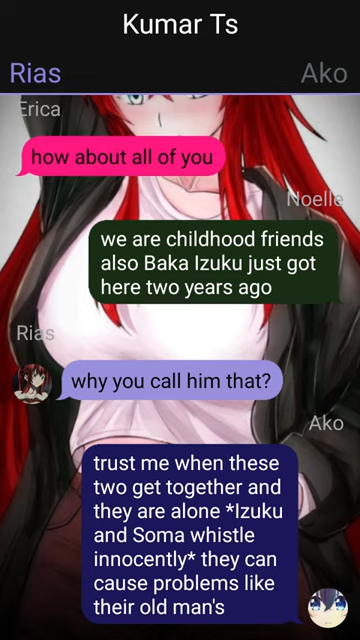 Kumar Ts
Rias
Ako
Erica
how about all of you
Noelle
we are childhood friends
also Baka Izuku just got
here two years ago
Rias
why you call him that?
Ako
trust me when these
two get together and
they are alone *Izuku
and Soma whistle
innocently* they can
cause problems like
their old man's